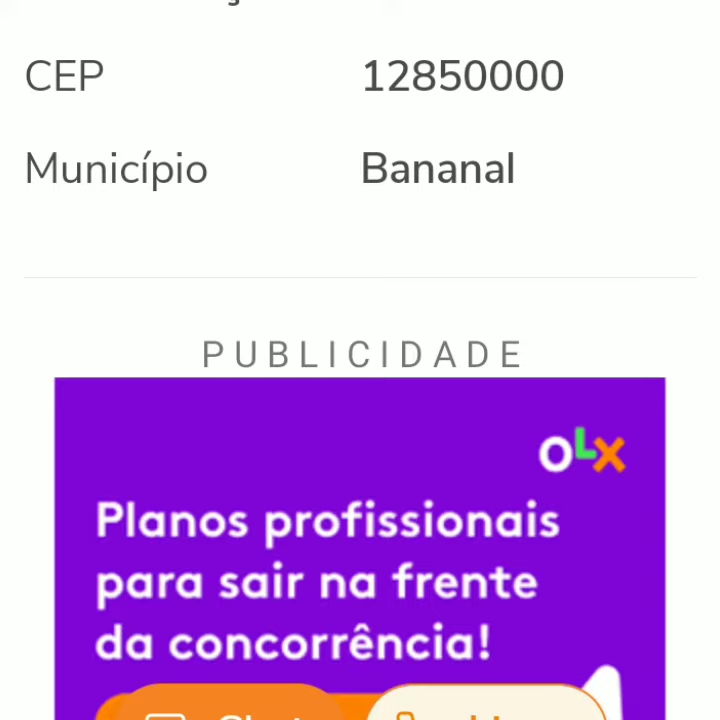 CEP 12850000
Município Bananal
PUBLICIDADE
OLX
Planos profissionais
para sair na frente
da concorrência!